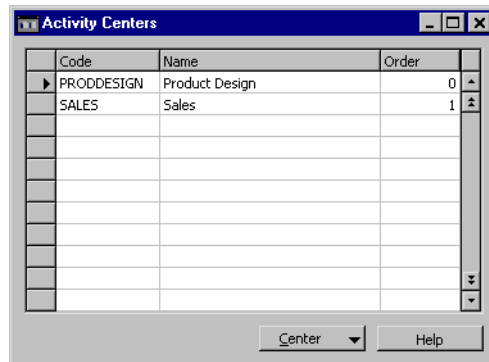 Activity Centers
Code Name Order
PRODDESIGN Product Design 0
SALES Sales 1
Center Help